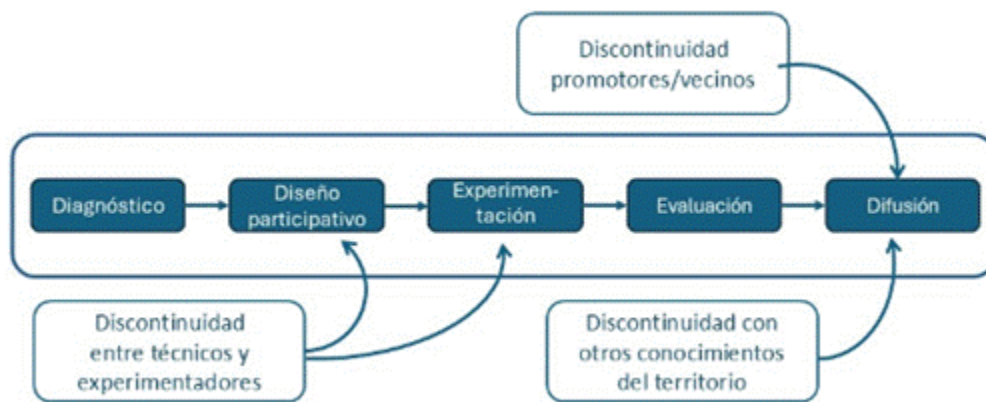 Discontinuidad
promotores/vecinos
Diagnóstico
Diseño
participativo
Experimen-
tación
Evaluación
Difusión
Discontinuidad
entre técnicos y
experimentadores
Discontinuidad con
otros conocimientos
del territorio